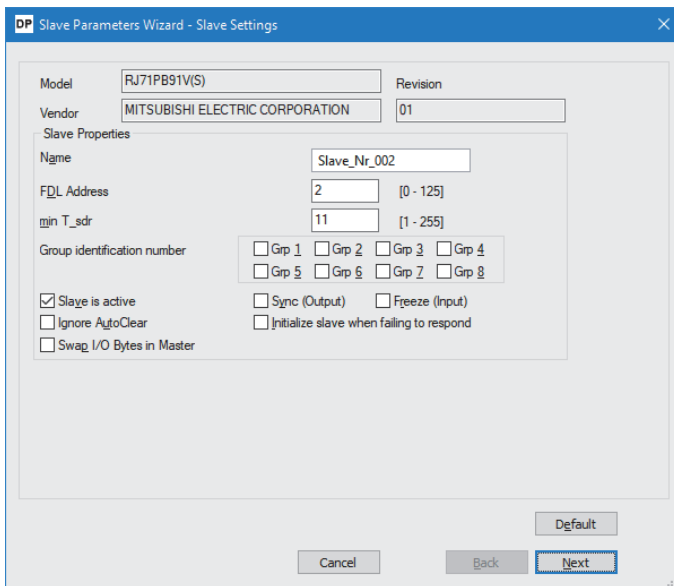 DP Slave Parameters Wizard - Slave Settings
Model RJ71PB91V(S) Revision
Vendor MITSUBISHI ELECTRIC CORPORATION 01
Slave Properties
Name Slave_Nr_002
FDL Address 2 [0 - 125]
min T_sdr 11 [1 - 255]
Group identification number Grp 1 Grp 2 Grp 3 Grp 4
Grp 5 Grp 6 Grp 7 Grp 8
Slave is active Sync (Output) Freeze (Input)
Ignore AutoClear Initialize slave when failing to respond
Swap I/O Bytes in Master
Default
Cancel Back Next